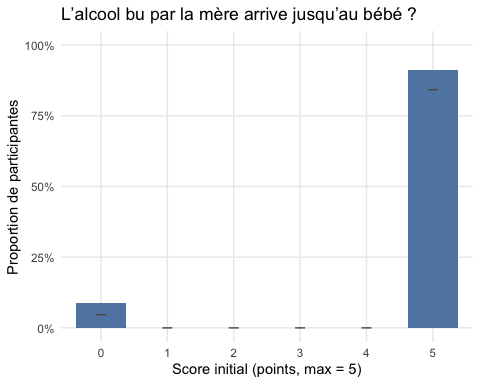 L’alcool bu par la mère arrive jusqu’au bébé ?
100%
75%
50%
25%
0%
Proportion de participantes
0 1 2 3 4 5
Score initial (points, max = 5)